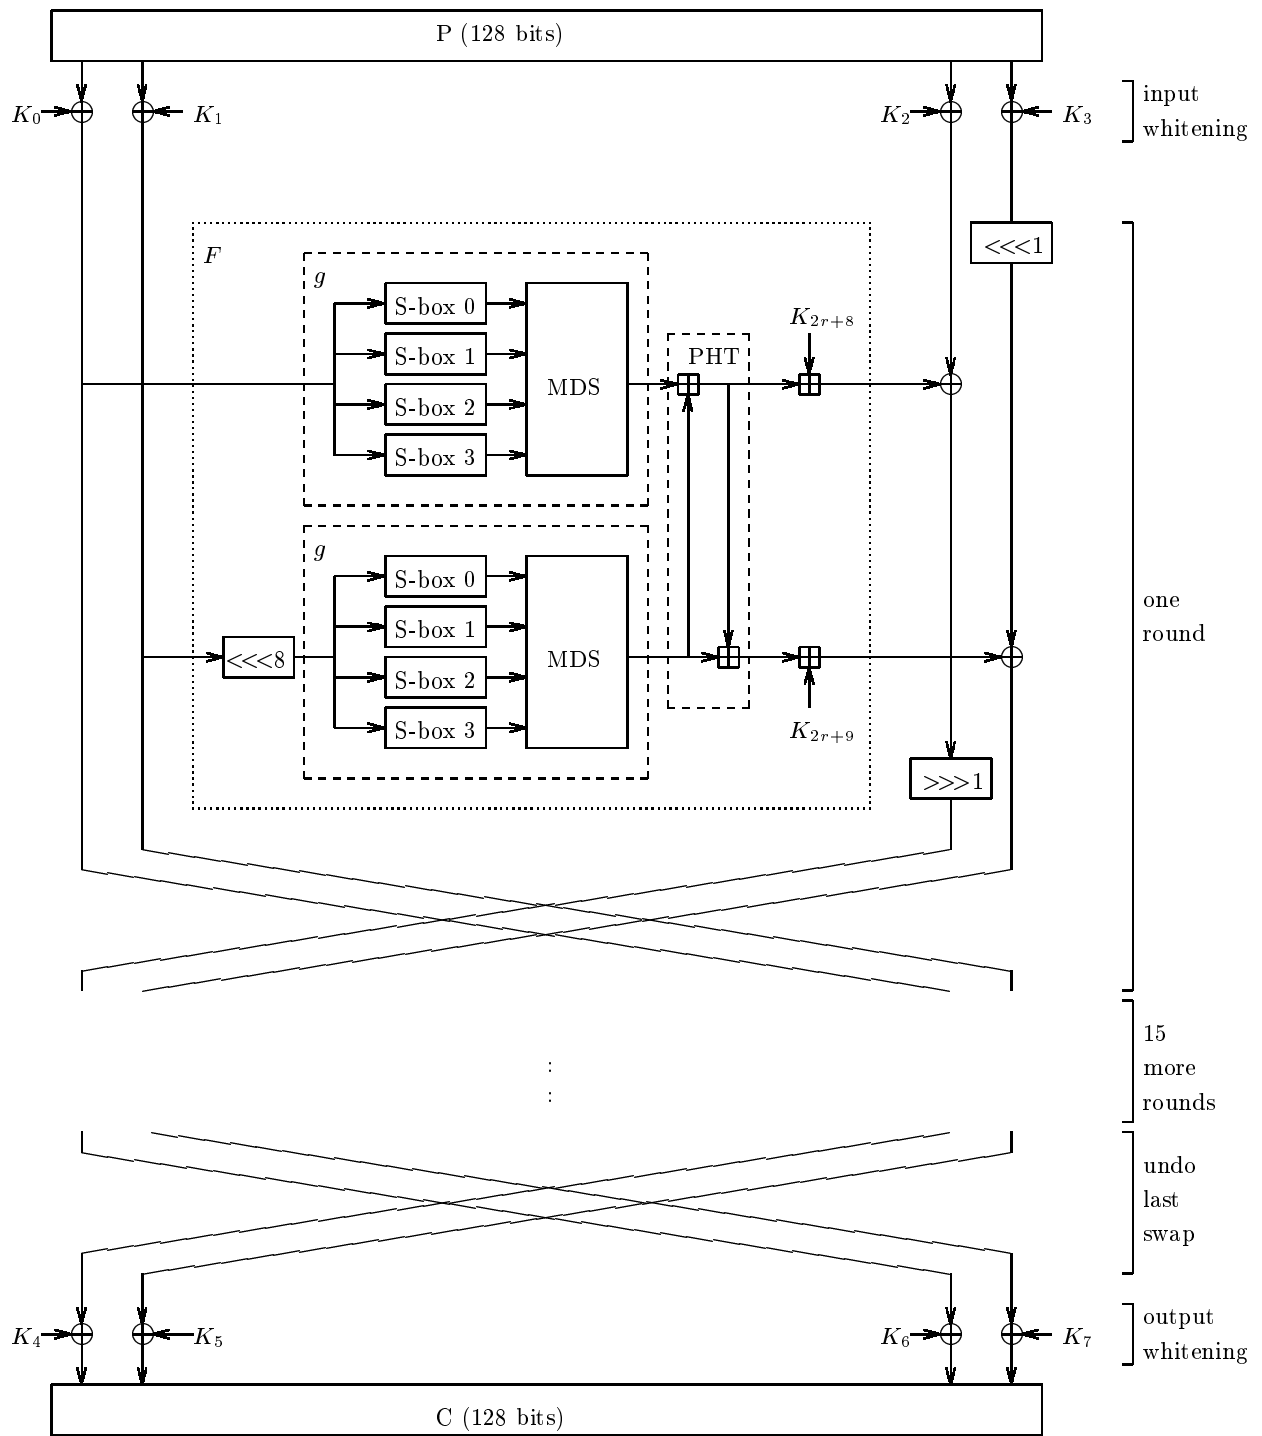 P (128 bits)
input
whitening
K₀
K₁
K₂
K₃
F
<<<1
g
S-box 0
S-box 1
S-box 2
S-box 3
MDS
PHT
K₂ᵣ₊₈
g
<<<8
S-box 0
S-box 1
S-box 2
S-box 3
MDS
K₂ᵣ₊₉
>>>1
one
round
15
more
rounds
:
:
undo
last
swap
K₄
K₅
K₆
K₇
output
whitening
C (128 bits)